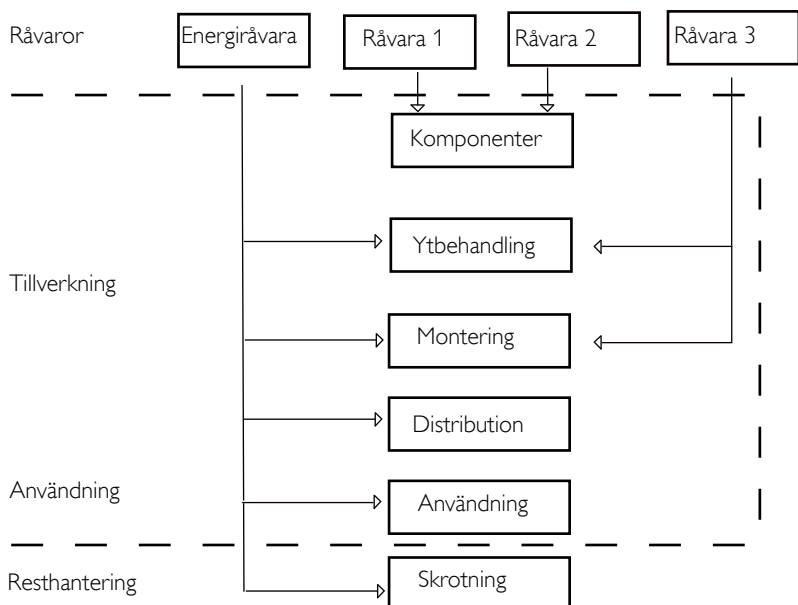 Råvaror
Energiråvara
Råvara 1
Råvara 2
Råvara 3
Komponenter
Ytbehandling
Tillverkning
Montering
Distribution
Användning
Användning
Resthantering
Skrotning